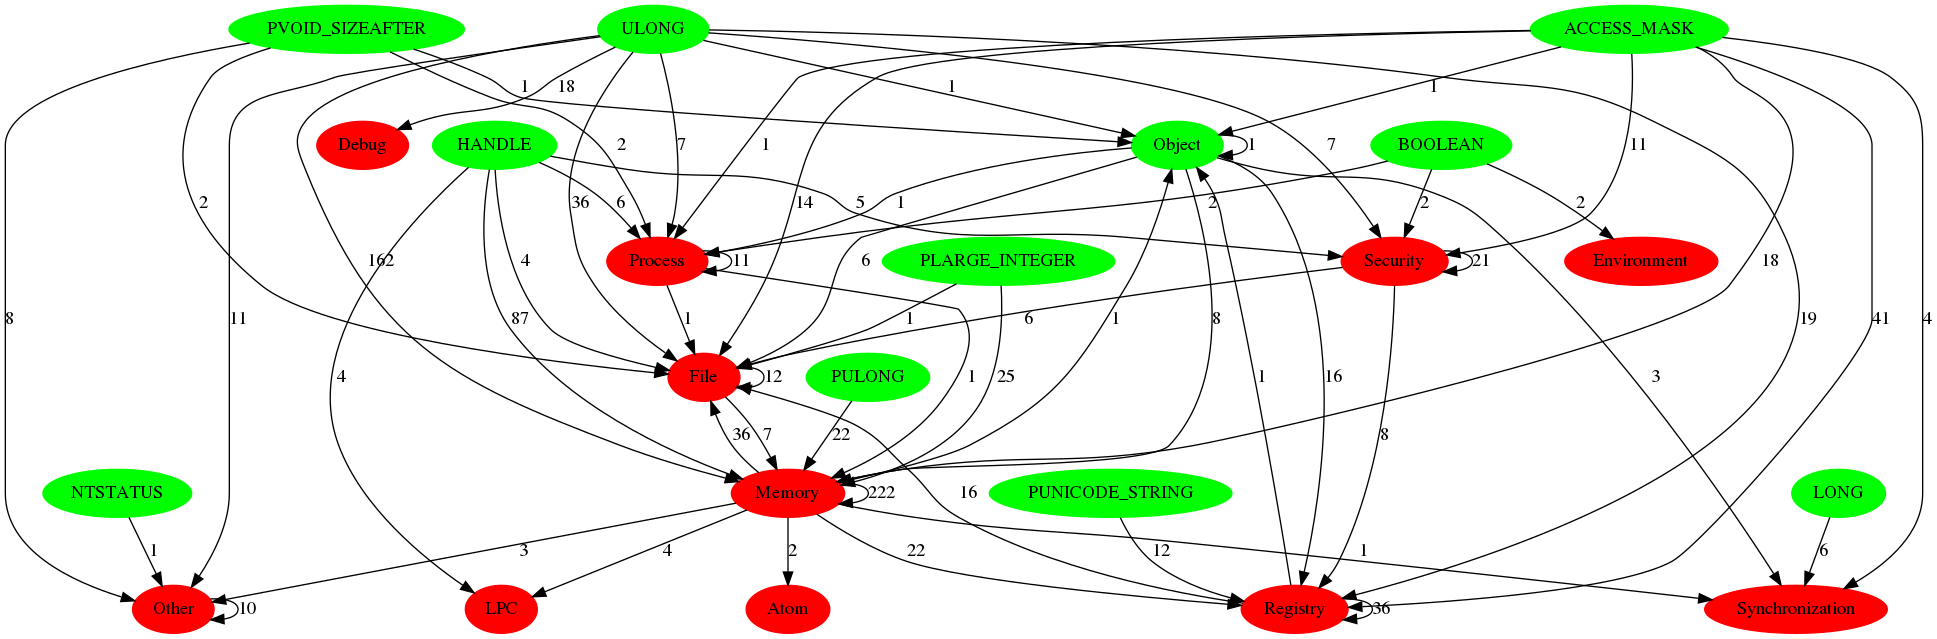 PVOID_SIZEAFTER
ULONG
ACCESS_MASK
1
18
1
1
Debug
HANDLE
2
7
1
Object
1
7
BOOLEAN
11
2
36
6
14
5
1
2
2
2
Process
11
4
162
6
PLARGE_INTEGER
Security
21
Environment
18
8
11
87
1
1
6
1
8
19
41
4
4
File
12
PULONG
1
25
16
3
36
7
22
8
NTSTATUS
Memory
222
16
PUNICODE_STRING
LONG
1
3
4
2
22
12
1
1
6
Other
10
LPC
Atom
Registry
36
Synchronization